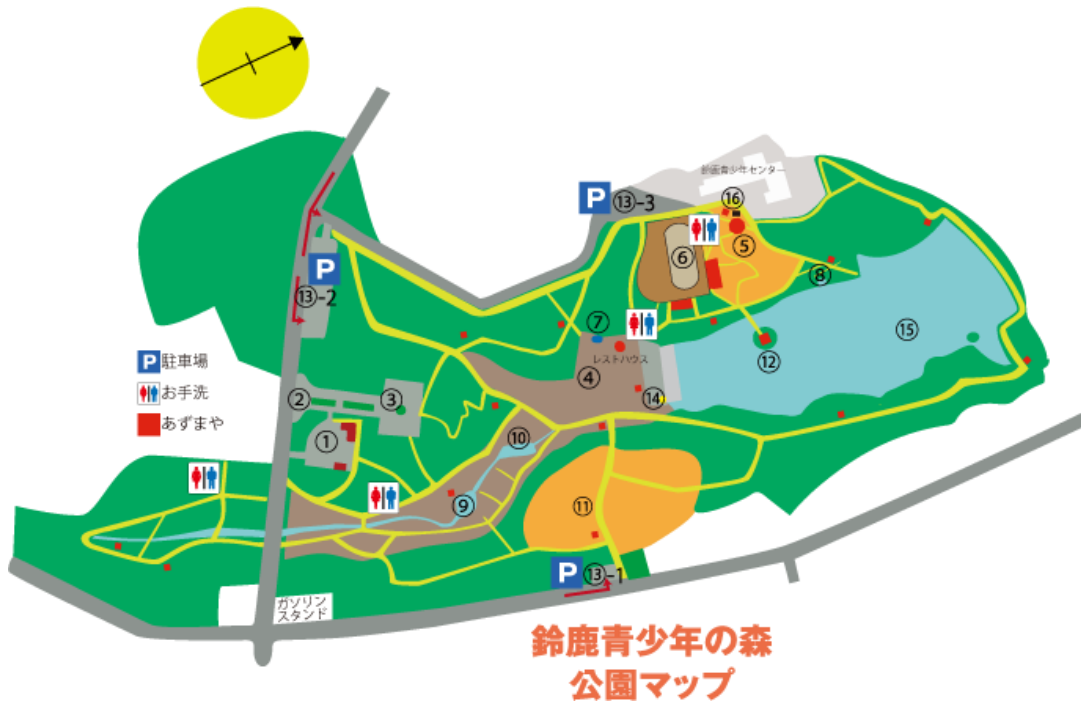 鈴鹿青少年センター
P
⑬-3
⑯
⑤
⑥
⑧
P
⑬-2
⑦
レストハウス
④
⑫
⑮
⑭
P駐車場
お手洗
あずまや
②
③
①
⑩
⑨
⑪
P
⑬-1
ガソリン
スタンド
鈴鹿青少年の森
公園マップ